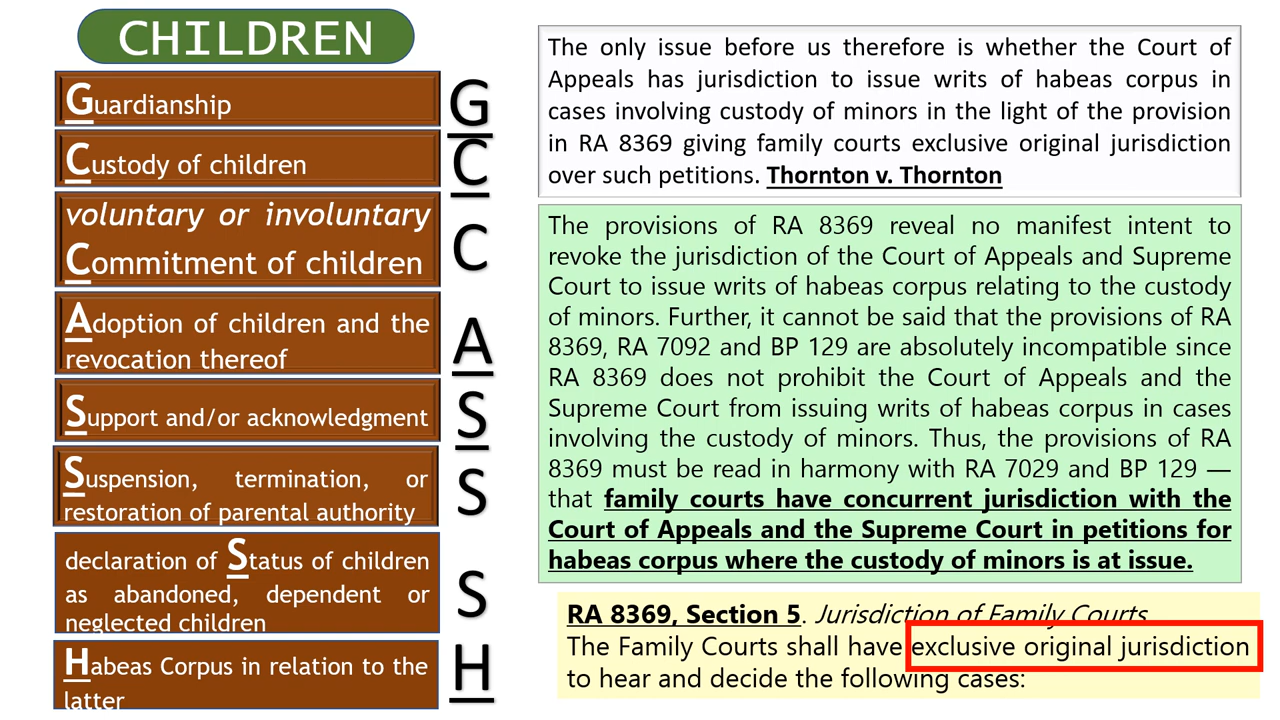 CHILDREN
Guardianship
Custody of children
voluntary or involuntary
Commitment of children
Adoption of children and the
revocation thereof
Support and/or acknowledgment
Suspension, termination, or
restoration of parental authority
declaration of Status of children
as abandoned, dependent or
neglected children
Habeas Corpus in relation to the
latter
G
C
C
A
S
S
S
H
The only issue before us therefore is whether the Court of
Appeals has jurisdiction to issue writs of habeas corpus in
cases involving custody of minors in the light of the provision
in RA 8369 giving family courts exclusive original jurisdiction
over such petitions. Thornton v. Thornton
The provisions of RA 8369 reveal no manifest intent to
revoke the jurisdiction of the Court of Appeals and Supreme
Court to issue writs of habeas corpus relating to the custody
of minors. Further, it cannot be said that the provisions of RA
8369, RA 7092 and BP 129 are absolutely incompatible since
RA 8369 does not prohibit the Court of Appeals and the
Supreme Court from issuing writs of habeas corpus in cases
involving the custody of minors. Thus, the provisions of RA
8369 must be read in harmony with RA 7029 and BP 129 —
that family courts have concurrent jurisdiction with the
Court of Appeals and the Supreme Court in petitions for
habeas corpus where the custody of minors is at issue.
RA 8369, Section 5. Jurisdiction of Family Courts
The Family Courts shall have exclusive original jurisdiction
to hear and decide the following cases: